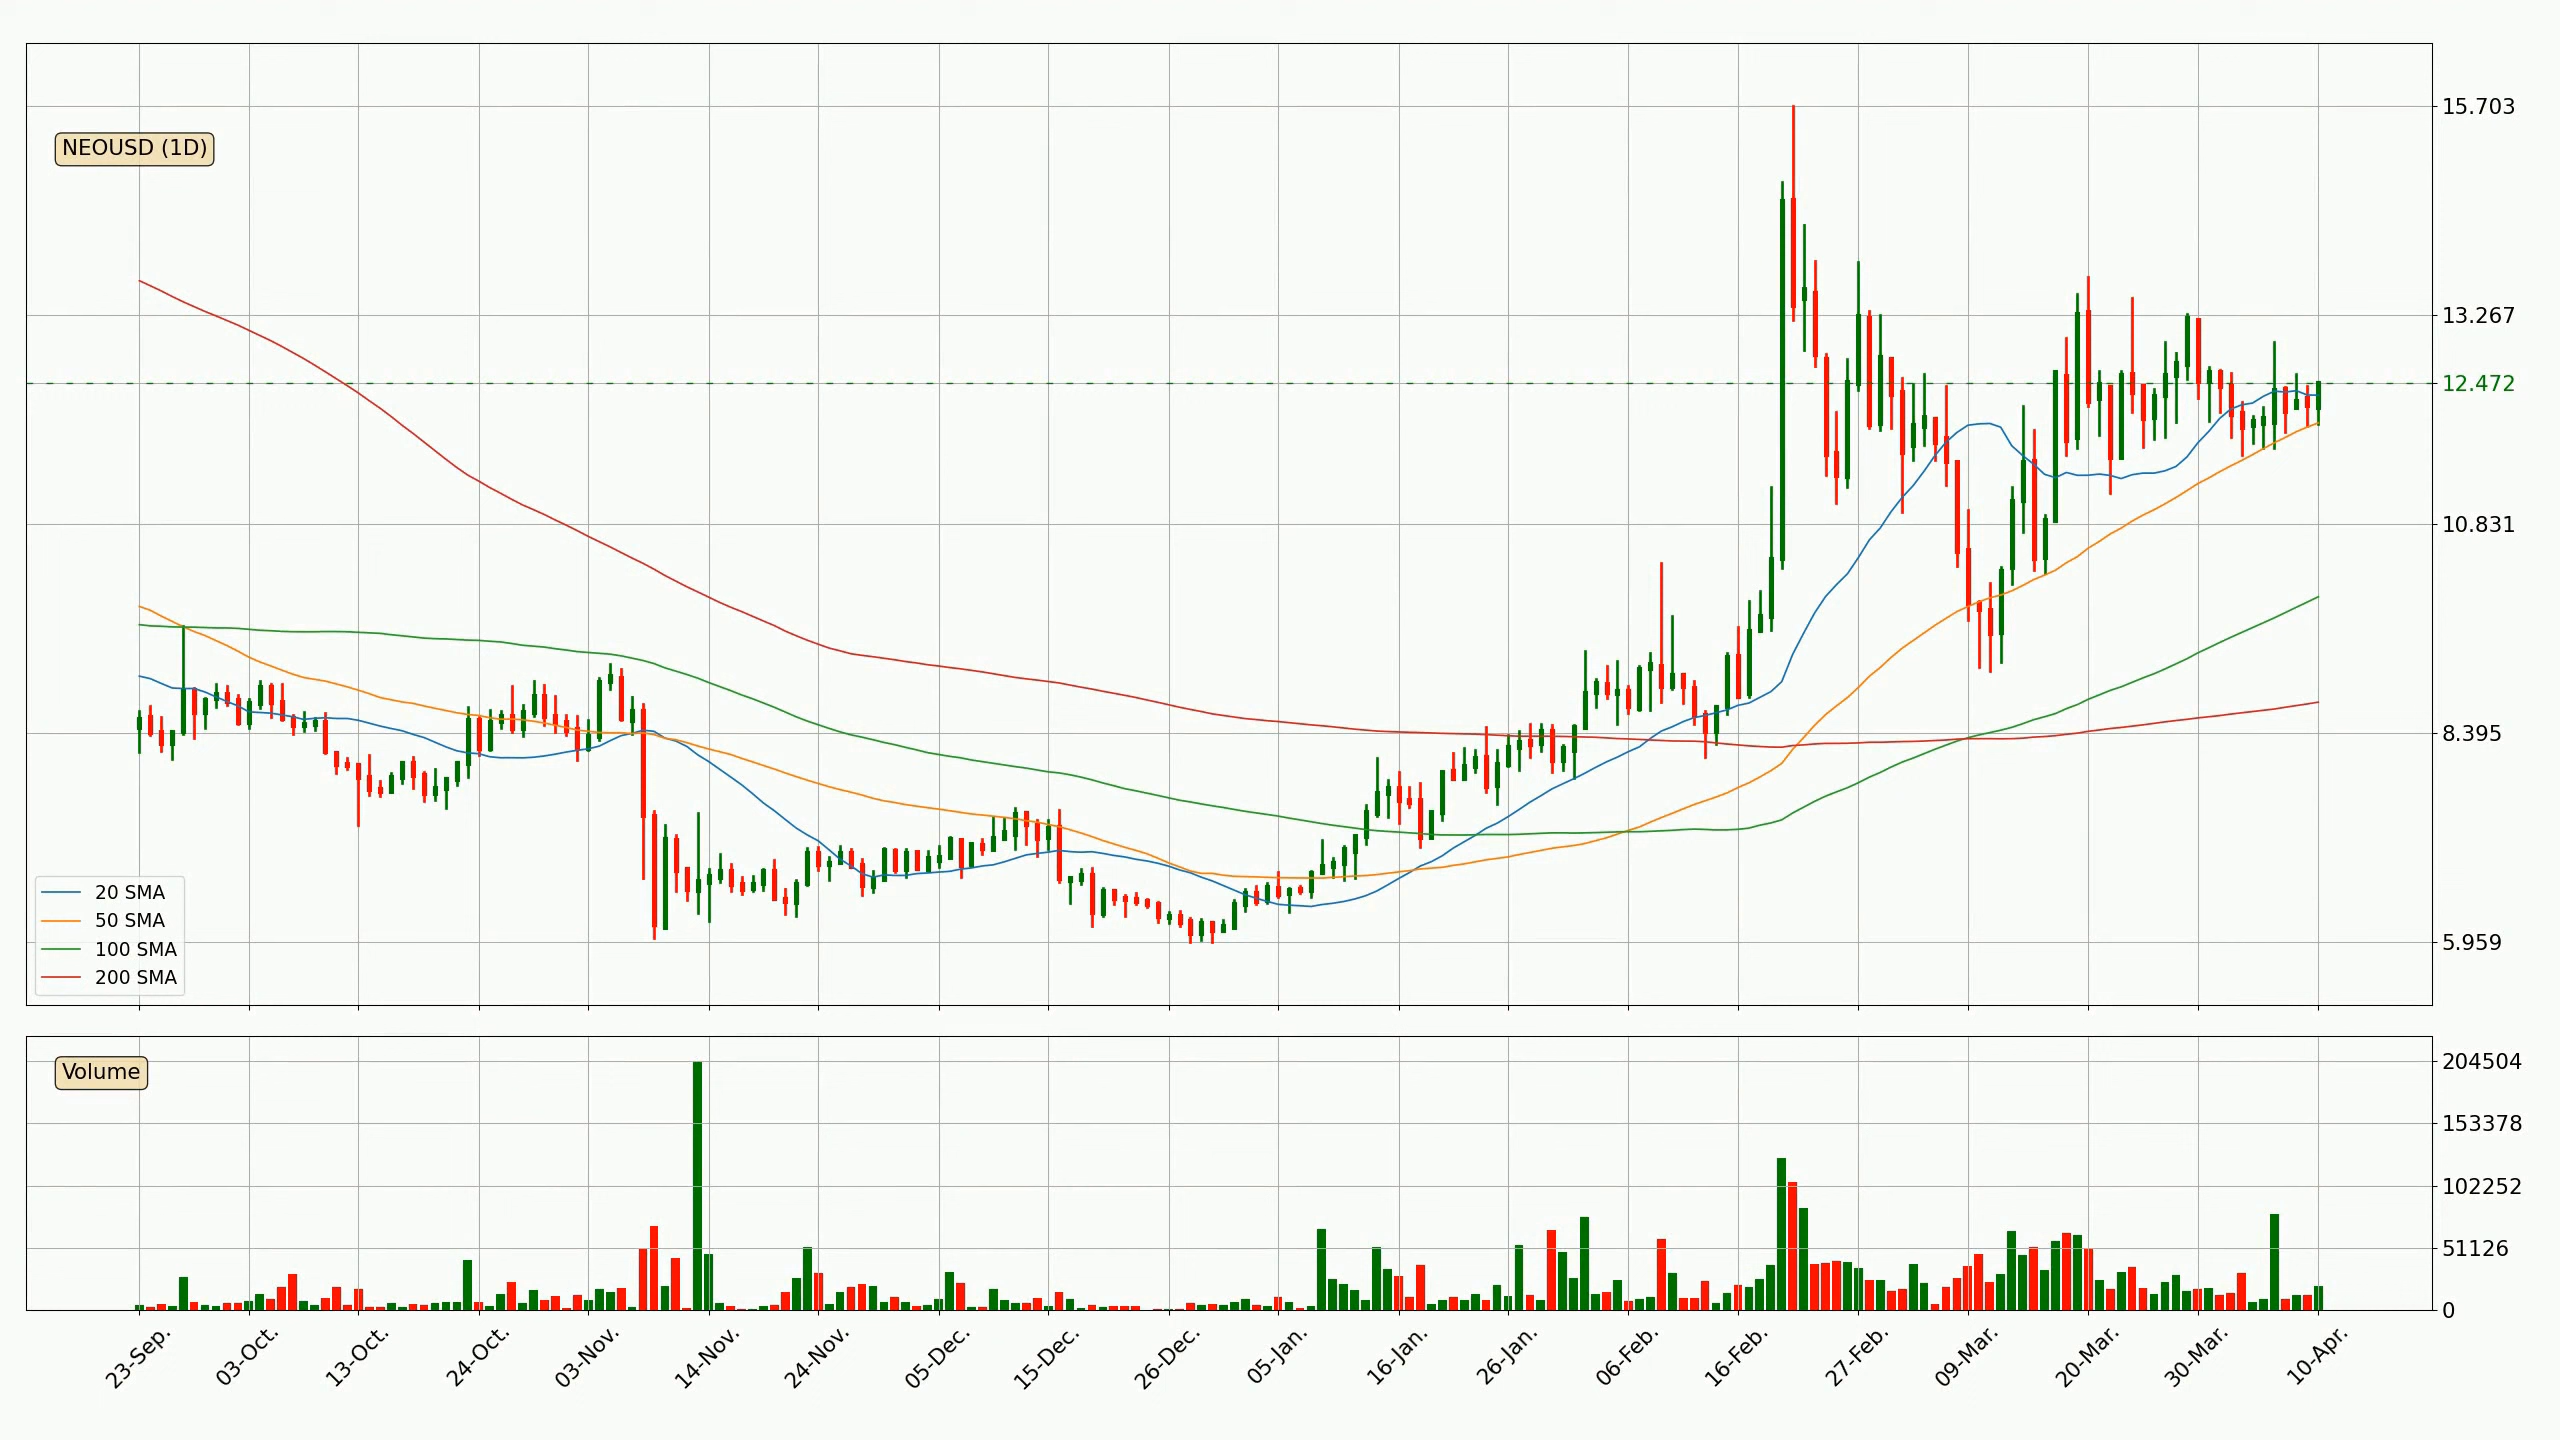 NEOUSD (1D)
15.703
13.267
12.472
10.831
8.395
5.959
20 SMA
50 SMA
100 SMA
200 SMA
Volume
204504
153378
102252
51126
0
23-Sep.
03-Oct.
13-Oct.
24-Oct.
03-Nov.
14-Nov.
24-Nov.
05-Dec.
15-Dec.
26-Dec.
05-Jan.
16-Jan.
26-Jan.
06-Feb.
16-Feb.
27-Feb.
09-Mar.
20-Mar.
30-Mar.
10-Apr.